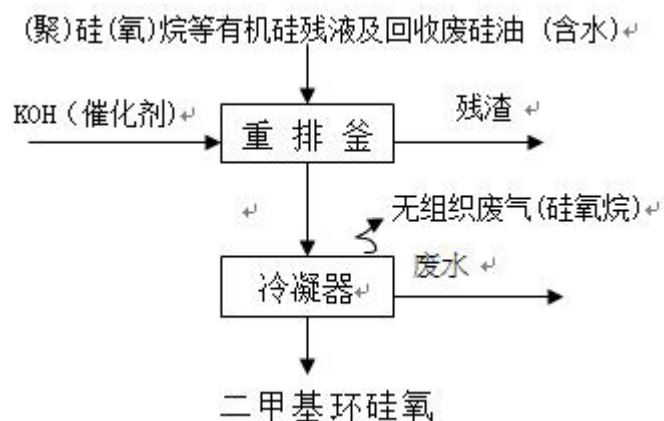 (聚)硅(氧)烷等有机硅残液及回收废硅油 (含水)↵
KOH（催化剂)↵
重排釜
残渣 ↵
↵
无组织废气(硅氧烷)↵
冷凝器↵
废水 ↵
二甲基环硅氧